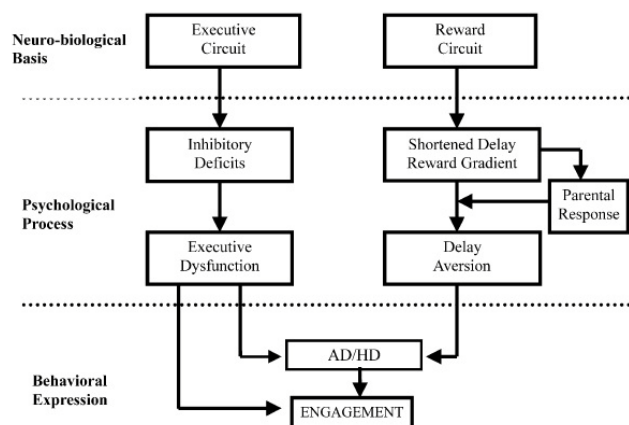 Neuro-biological
Basis
Executive
Circuit
Reward
Circuit
Inhibitory
Deficits
Shortened Delay
Reward Gradient
Parental
Response
Psychological
Process
Executive
Dysfunction
Delay
Aversion
AD/HD
Behavioral
Expression
ENGAGEMENT